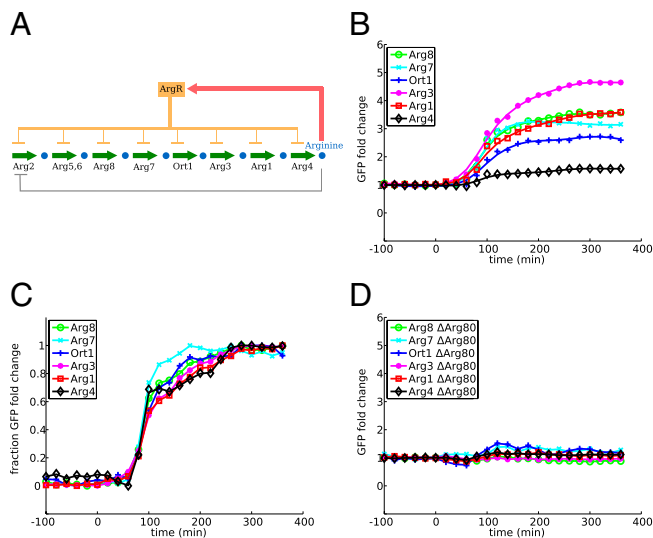 A
ArgR
Arginine
Arg2
Arg5,6
Arg8
Arg7
Ort1
Arg3
Arg1
Arg4
B
6
5
4
3
2
1
GFP fold change
Arg8
Arg7
Ort1
Arg3
Arg1
Arg4
-100
0
100
200
300
400
time (min)
C
1
0.8
0.6
0.4
0.2
0
fraction GFP fold change
Arg8
Arg7
Ort1
Arg3
Arg1
Arg4
-100
0
100
200
300
400
time (min)
D
6
5
4
3
2
1
GFP fold change
Arg8 ΔArg80
Arg7 ΔArg80
Ort1 ΔArg80
Arg3 ΔArg80
Arg1 ΔArg80
Arg4 ΔArg80
-100
0
100
200
300
400
time (min)